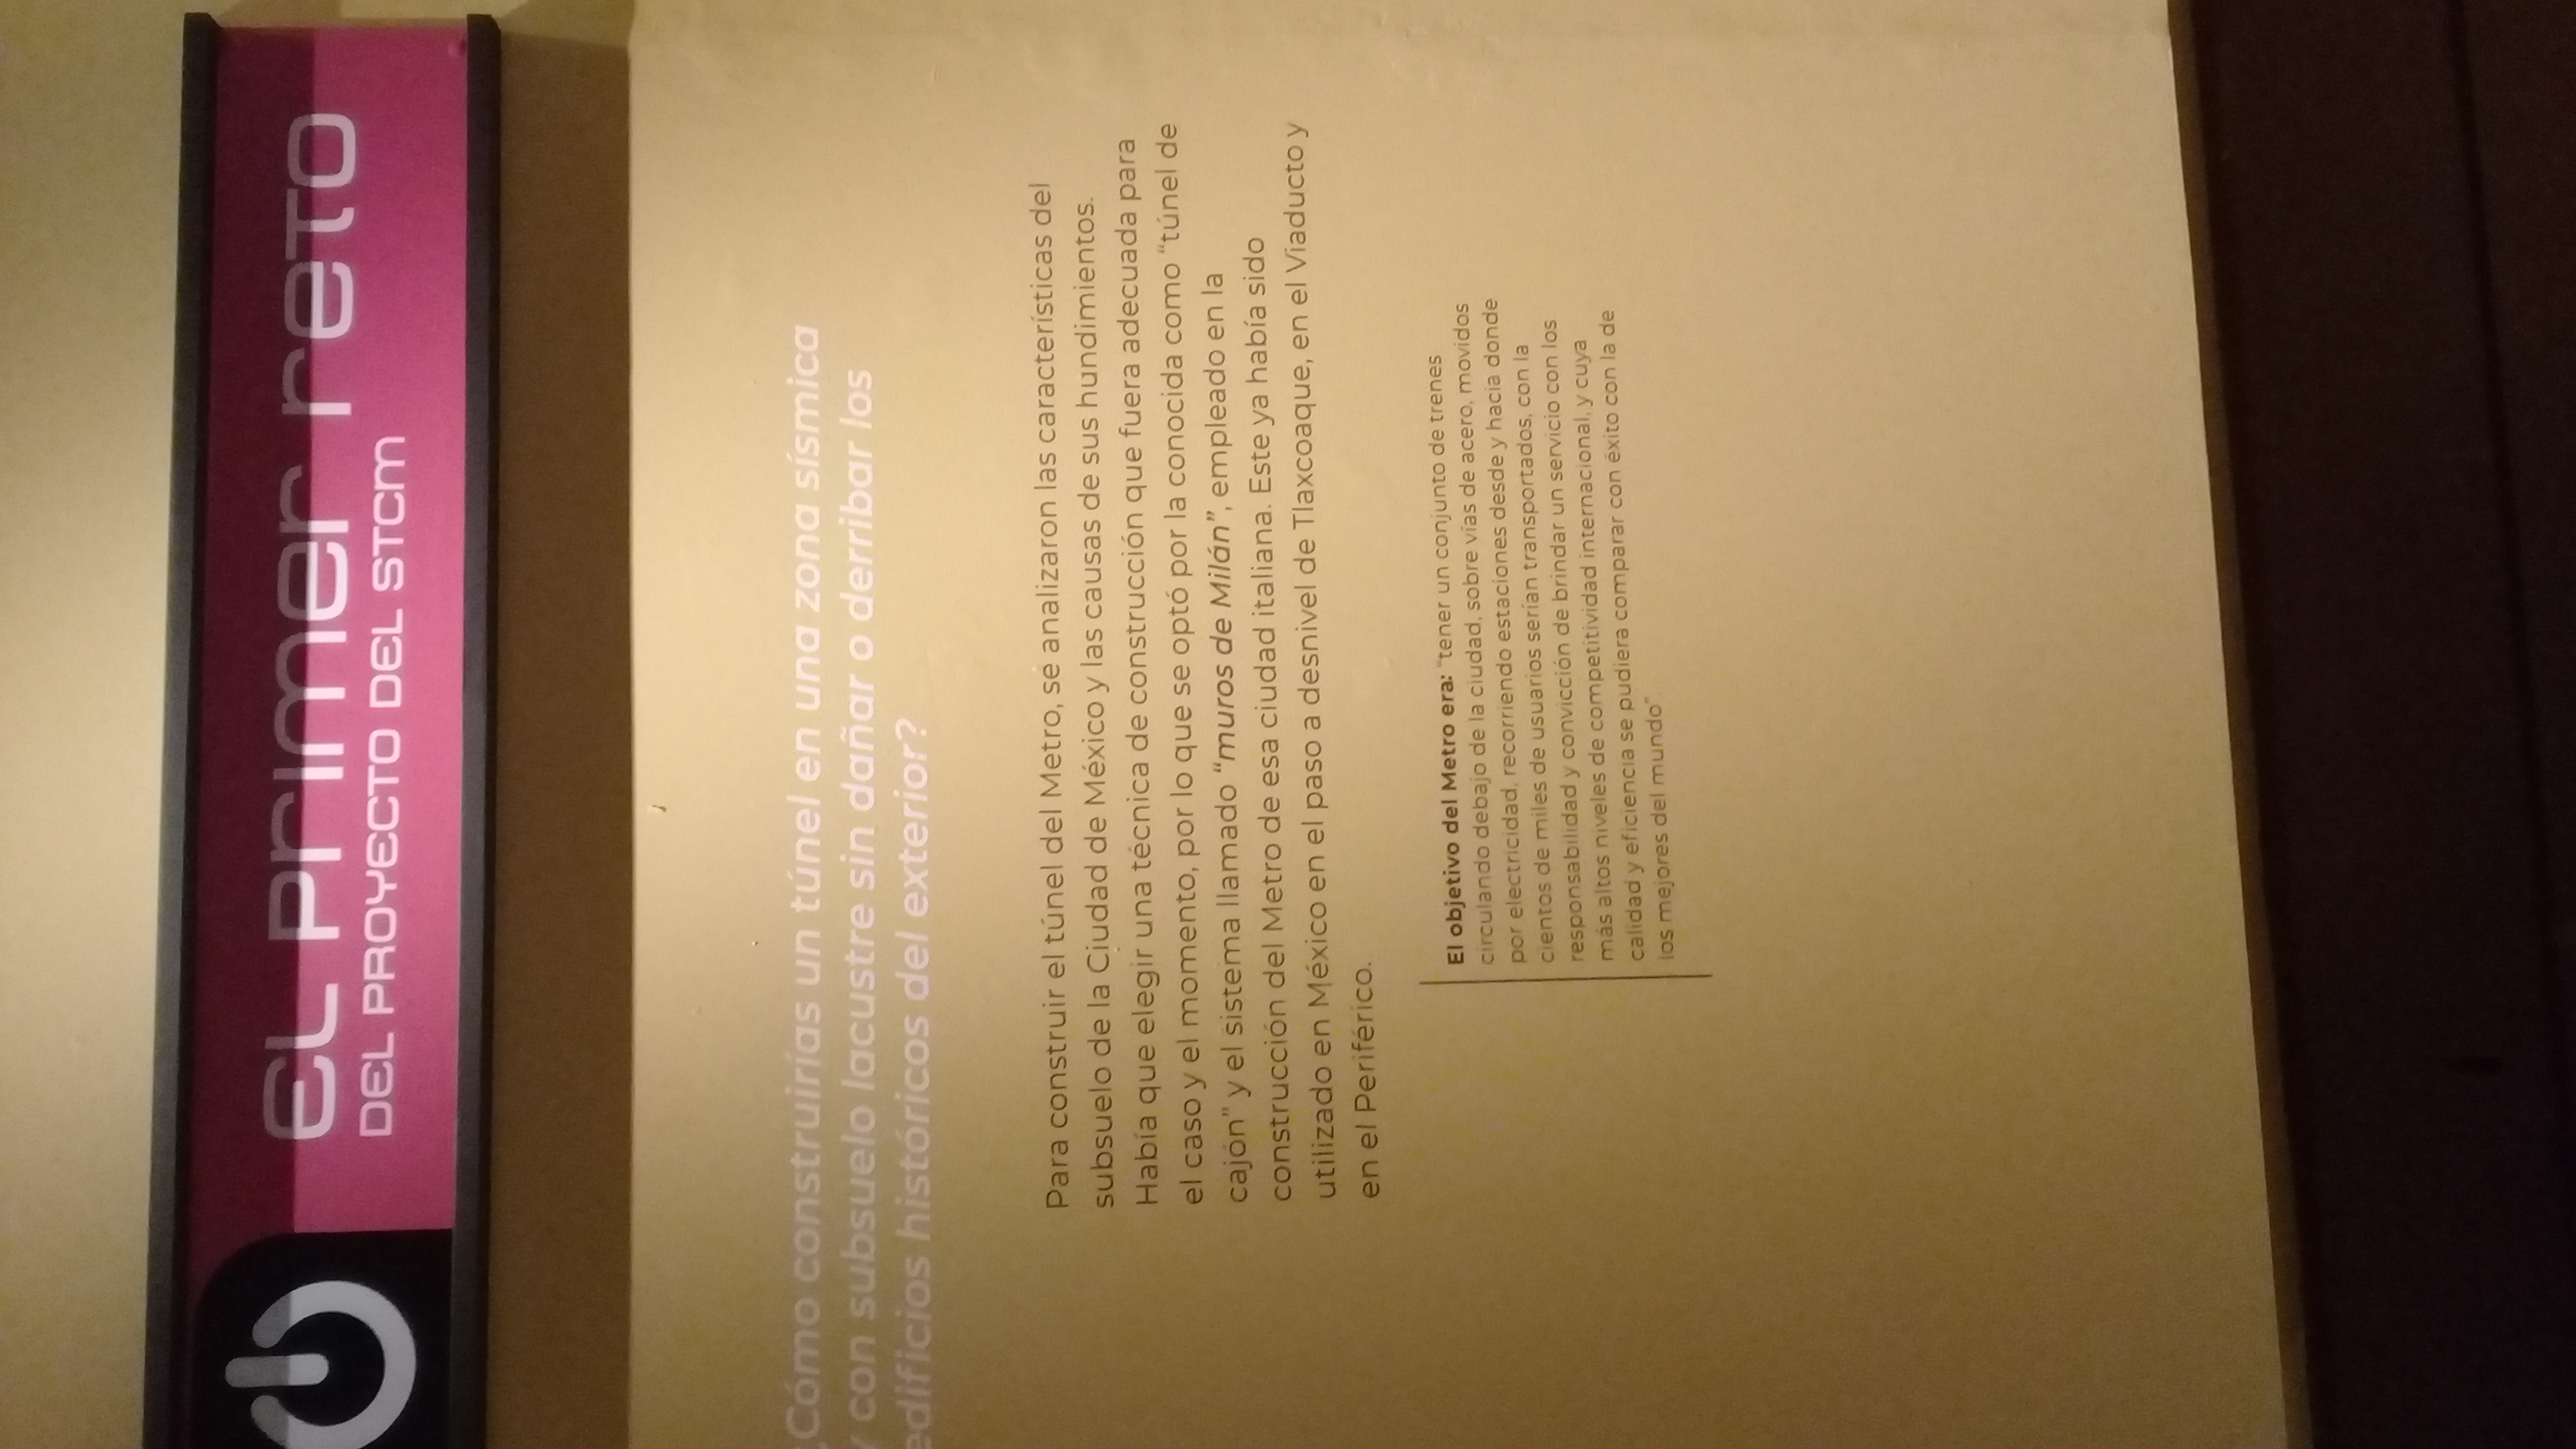 EL Primer reto
DEL PROYECTO DEL STCM
¿Cómo construirías un túnel en una zona sísmica
y con subsuelo lacustre sin dañar o derribar los
edificios históricos del exterior?
Para construir el túnel del Metro, se analizaron las características del
subsuelo de la Ciudad de México y las causas de sus hundimientos.
Había que elegir una técnica de construcción que fuera adecuada para
el caso y el momento, por lo que se optó por la conocida como “túnel de
cajón” y el sistema llamado “muros de Milán”, empleado en la
construcción del Metro de esa ciudad italiana. Este ya había sido
utilizado en México en el paso a desnivel de Tlaxcoaque, en el Viaducto y
en el Periférico.
El objetivo del Metro era: “tener un conjunto de trenes
circulando debajo de la ciudad, sobre vías de acero, movidos
por electricidad, recorriendo estaciones desde y hacia donde
cientos de miles de usuarios serían transportados, con la
responsabilidad y convicción de brindar un servicio con los
más altos niveles de competitividad internacional, y cuya
calidad y eficiencia se pudiera comparar con éxito con la de
los mejores del mundo”.